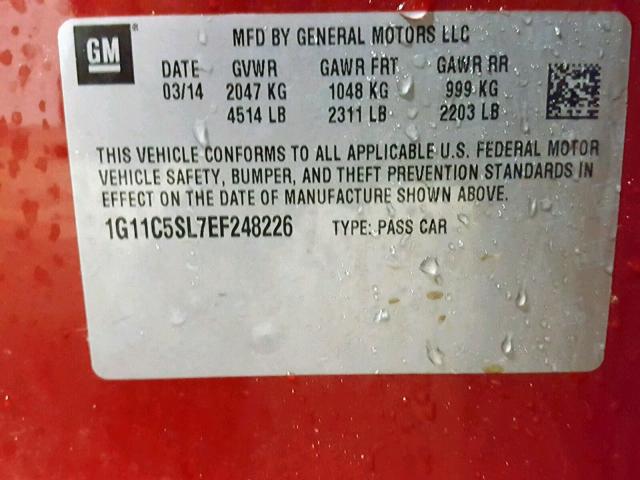 GM ®
MFD BY GENERAL MOTORS LLC
DATE GVWR GAWR FRT GAWR RR
03/14 2047 KG 1048 KG 999 KG
4514 LB 2311 LB 2203 LB
THIS VEHICLE CONFORMS TO ALL APPLICABLE U.S. FEDERAL MOTOR
VEHICLE SAFETY, BUMPER, AND THEFT PREVENTION STANDARDS IN
EFFECT ON THE DATE OF MANUFACTURE SHOWN ABOVE.
1G11C5SL7EF248226 TYPE: PASS CAR